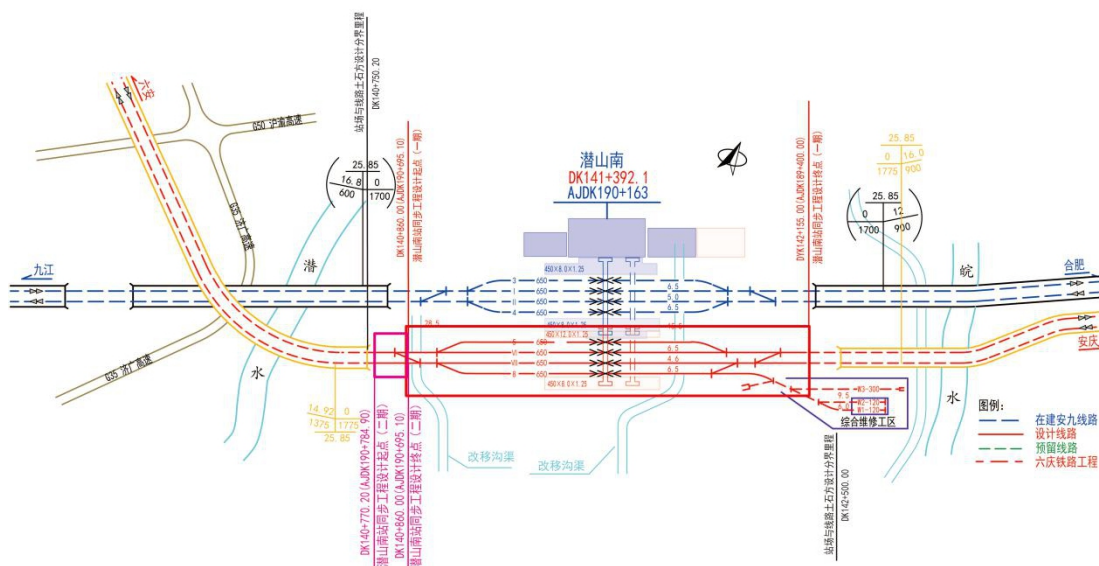 六安
G50 沪渝高速
G35 济广高速
G35 济广高速
站场与线路土石方设计分界里程
DK140+750.20
DK140+860.00(AJDK190+695.10)
潜山南站同步工程设计起点（一期）
25.85
16.8 0
600 1700
潜山南
DK141+392.1
AJDK190+163
DYK142+155.00(AJDK189+400.00)
潜山南站同步工程设计终点（一期）
25.85
0 16.0
1775 900
25.85
0 12
1700 900
九江
潜
水
皖
水
合肥
安庆
450×8.0×1.25
3 650
I 650 6.5
II 650 5.0
4 650 6.5
28.5
450×12.0×1.25
5 650
VI 650 6.5
VII 650 4.6
8 650 6.5
450×8.0×1.25
W3-300
9.5
W2-120
5.0
W1-120
综合维修工区
14.92 0
1375 1775
25.85
改移沟渠
改移沟渠
DK140+770.20(AJDK190+784.90)
潜山南站同步工程设计起点（二期）
DK140+860.00(AJDK190+695.10)
潜山南站同步工程设计终点（二期）
站场与线路土石方设计分界里程
DK142+500.00
图例：
在建安九线路
设计线路
预留线路
六庆铁路工程